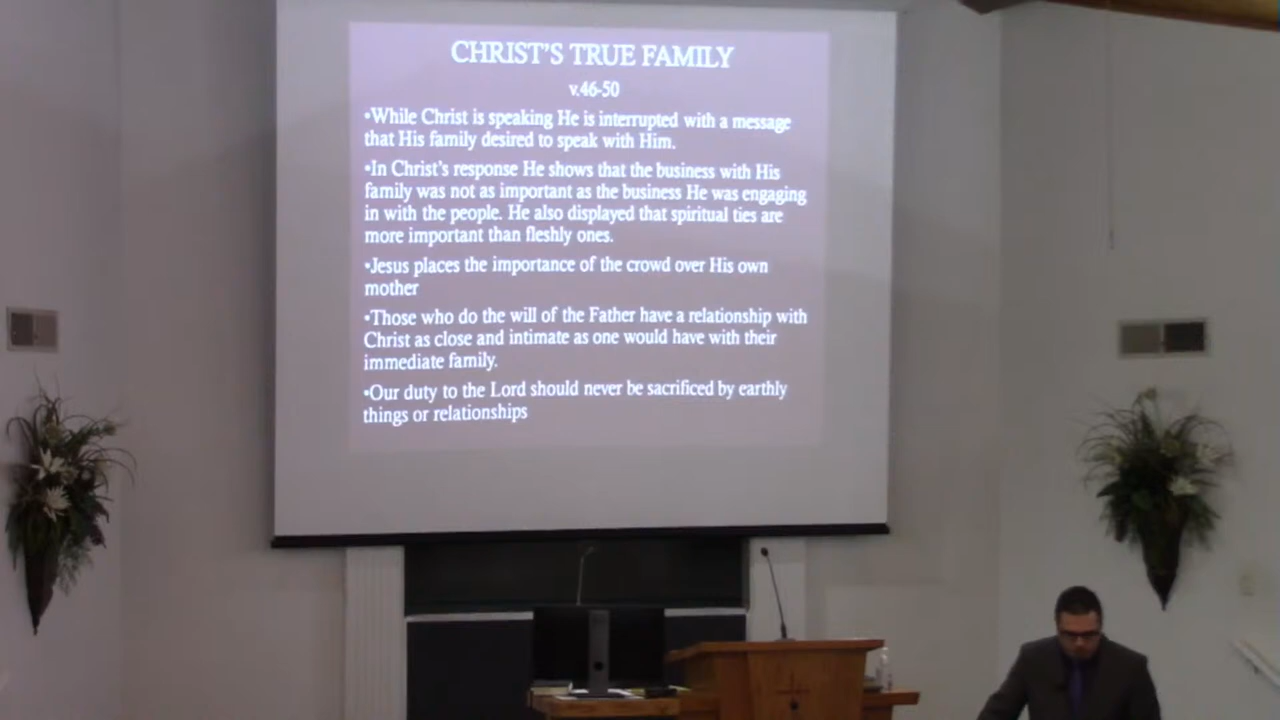 CHRIST'S TRUE FAMILY
v.46-50
•While Christ is speaking He is interrupted with a message
that His family desired to speak with Him.
•In Christ's response He shows that the business with His
family was not as important as the business He was engaging
in with the people. He also displayed that spiritual ties are
more important than fleshly ones.
•Jesus places the importance of the crowd over His own
mother
•Those who do the will of the Father have a relationship with
Christ as close and intimate as one would have with their
immediate family.
•Our duty to the Lord should never be sacrificed by earthly
things or relationships